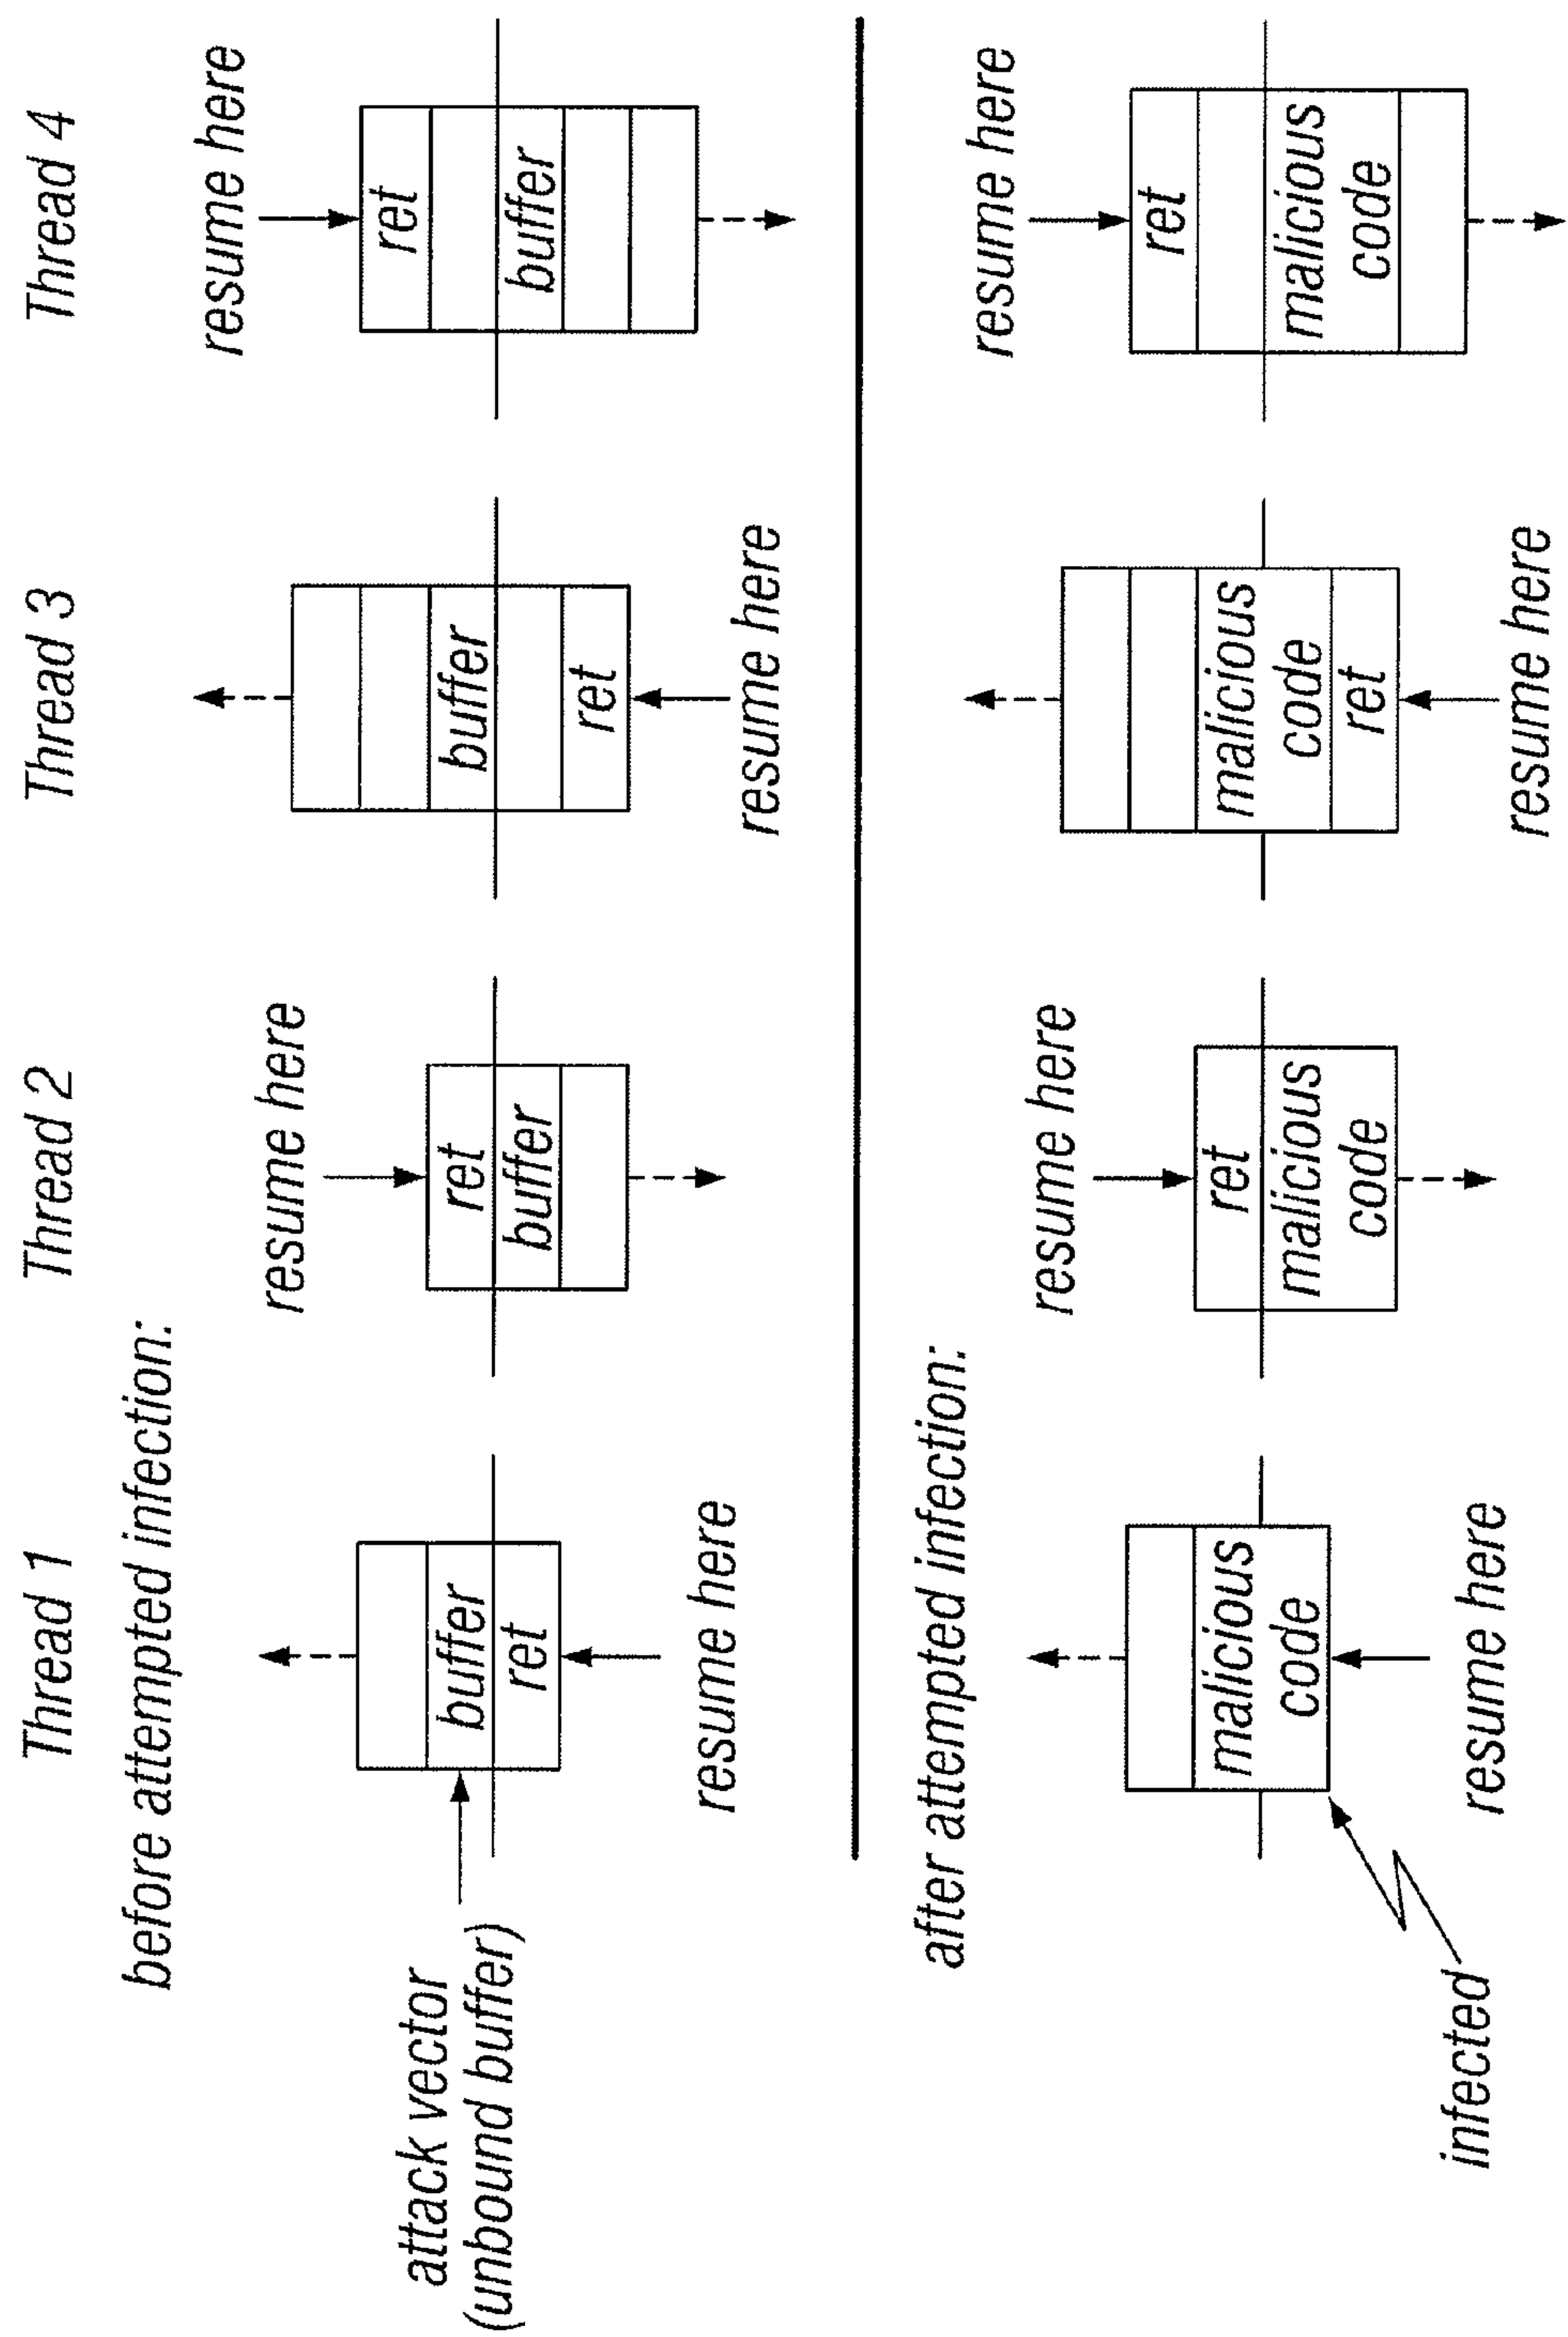 Thread 1
Thread 2
Thread 3
Thread 4
before attempted infection:
resume here
resume here
ret
ret
buffer
buffer
buffer
buffer
ret
ret
attack vector
(unbound buffer)
resume here
resume here
after attempted infection:
resume here
resume here
ret
ret
malicious
code
malicious
code
malicious
code
ret
malicious
code
infected
resume here
resume here